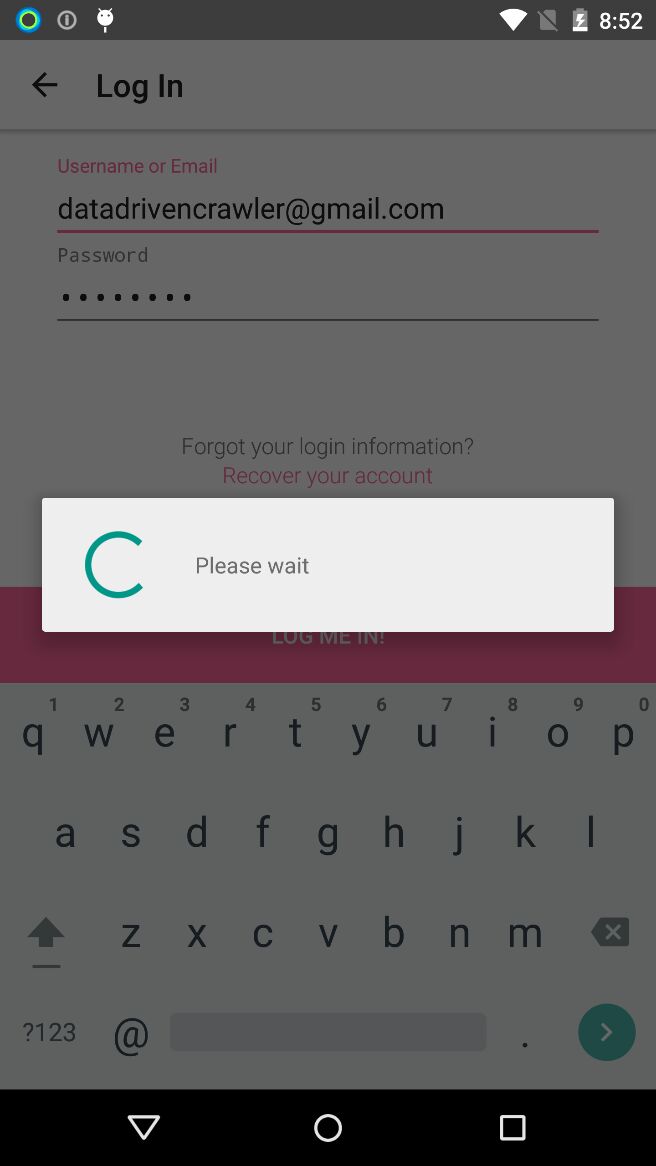 8:52
Log In
Username or Email
datadrivencrawler@gmail.com
Password
Forgot your login information?
Recover your account
Please wait
LOG ME IN!
1 2 3 4 5 6 7 8 9 0
q w e r t y u i o p
a s d f g h j k l
z x c v b n m
?123 @ .